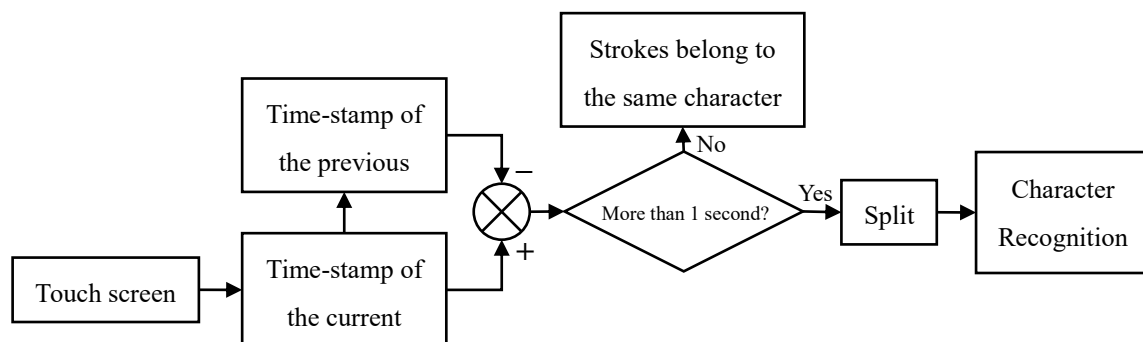 Touch screen
Time-stamp of
the previous
Time-stamp of
the current
−
+
More than 1 second?
No
Strokes belong to
the same character
Yes
Split
Character
Recognition